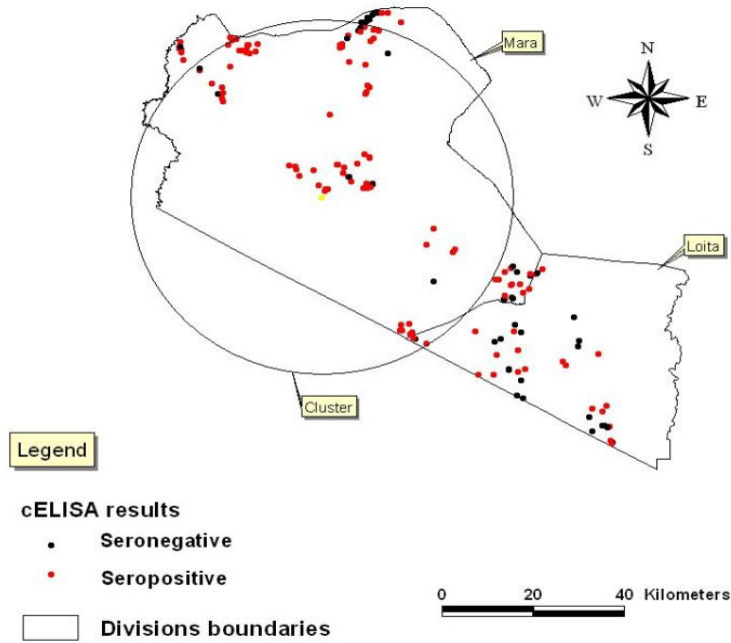 Mara
N
W E
S
Loita
Cluster
Legend
cELISA results
Seronegative
Seropositive
Divisions boundaries
0 20 40 Kilometers